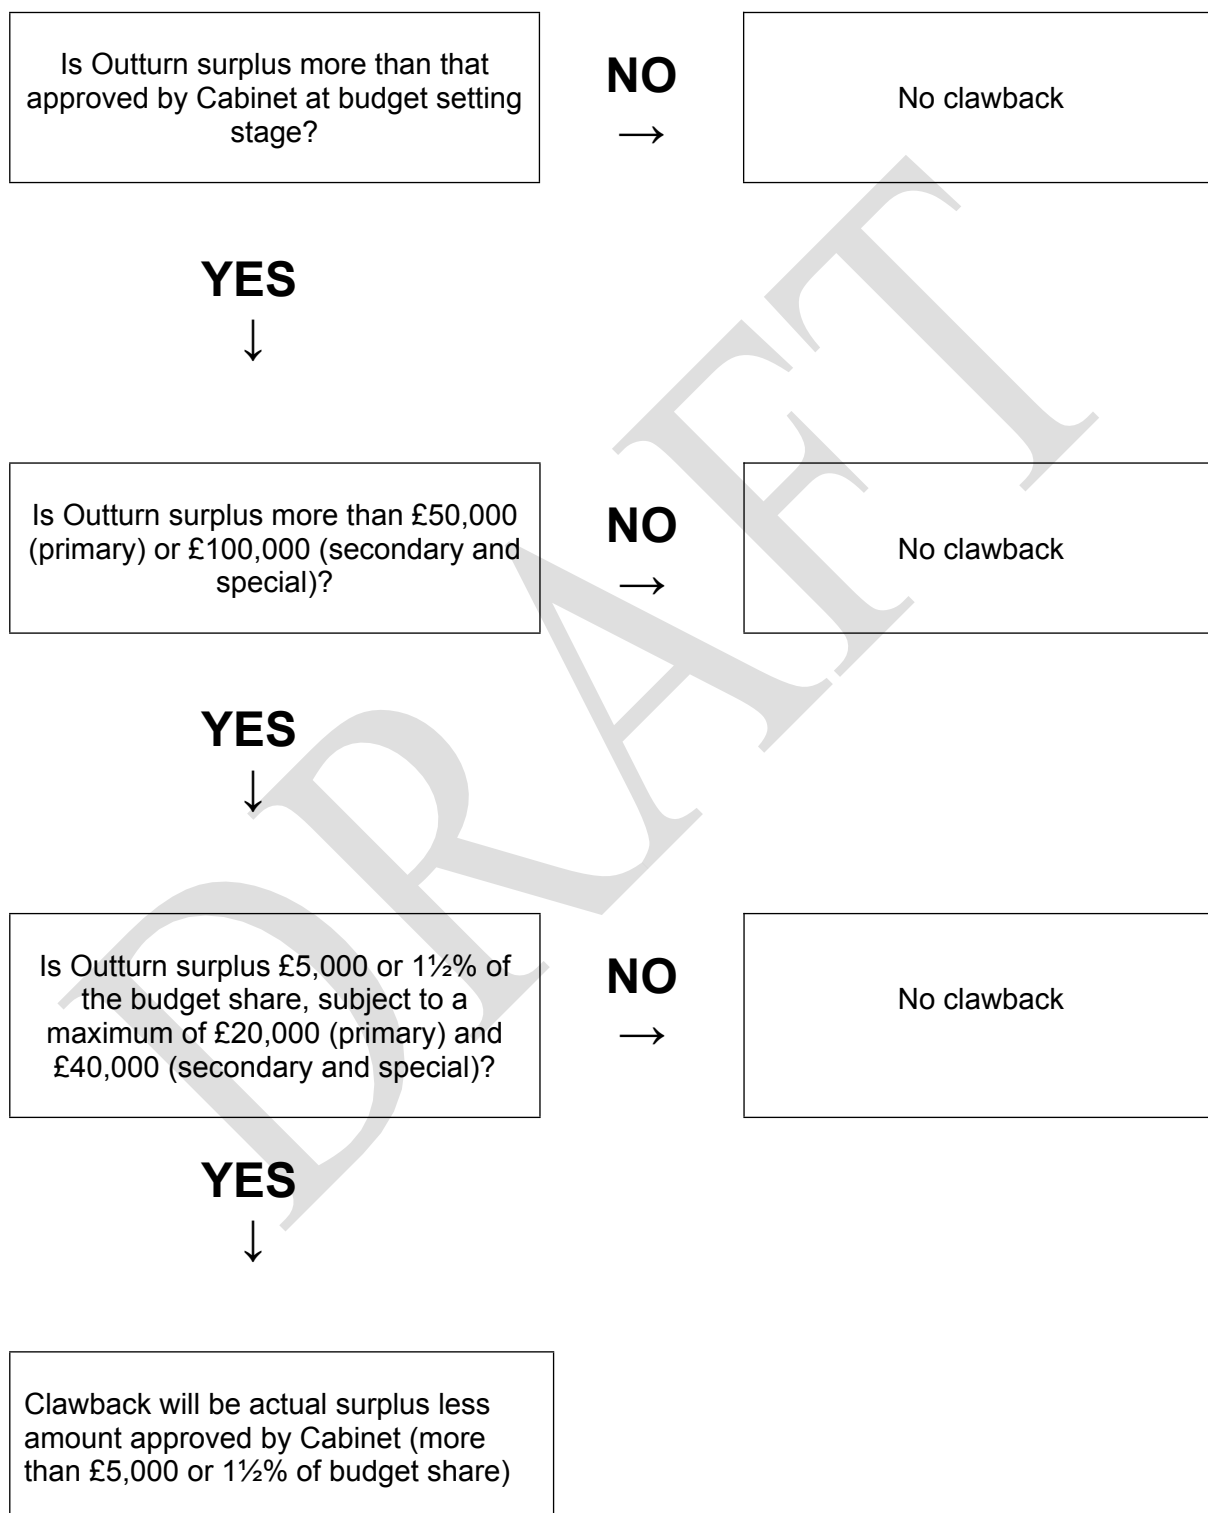 Is Outturn surplus more than that
approved by Cabinet at budget setting
stage?
NO
→
No clawback
YES
↓
Is Outturn surplus more than £50,000
(primary) or £100,000 (secondary and
special)?
NO
→
No clawback
YES
↓
Is Outturn surplus £5,000 or 1½% of
the budget share, subject to a
maximum of £20,000 (primary) and
£40,000 (secondary and special)?
NO
→
No clawback
YES
↓
Clawback will be actual surplus less
amount approved by Cabinet (more
than £5,000 or 1½% of budget share)
DRAFT